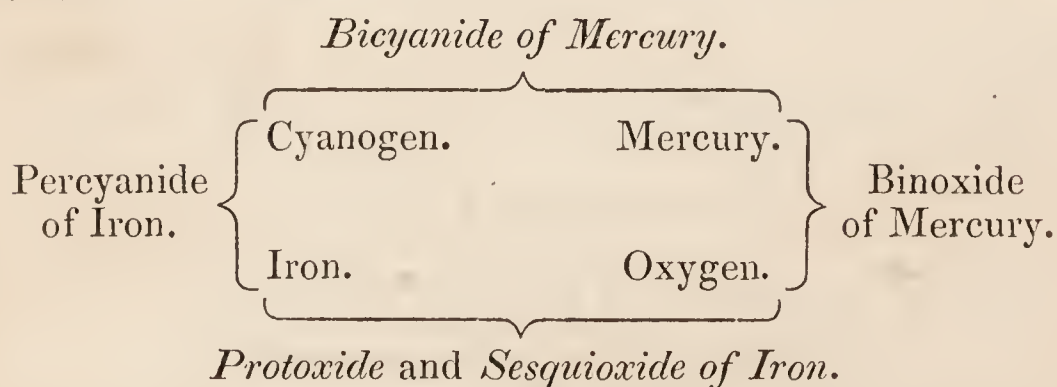 Bicyanide of Mercury.
Cyanogen. Mercury.
Percyanide
of Iron.
Binoxide
of Mercury.
Iron. Oxygen.
Protoxide and Sesquioxide of Iron.